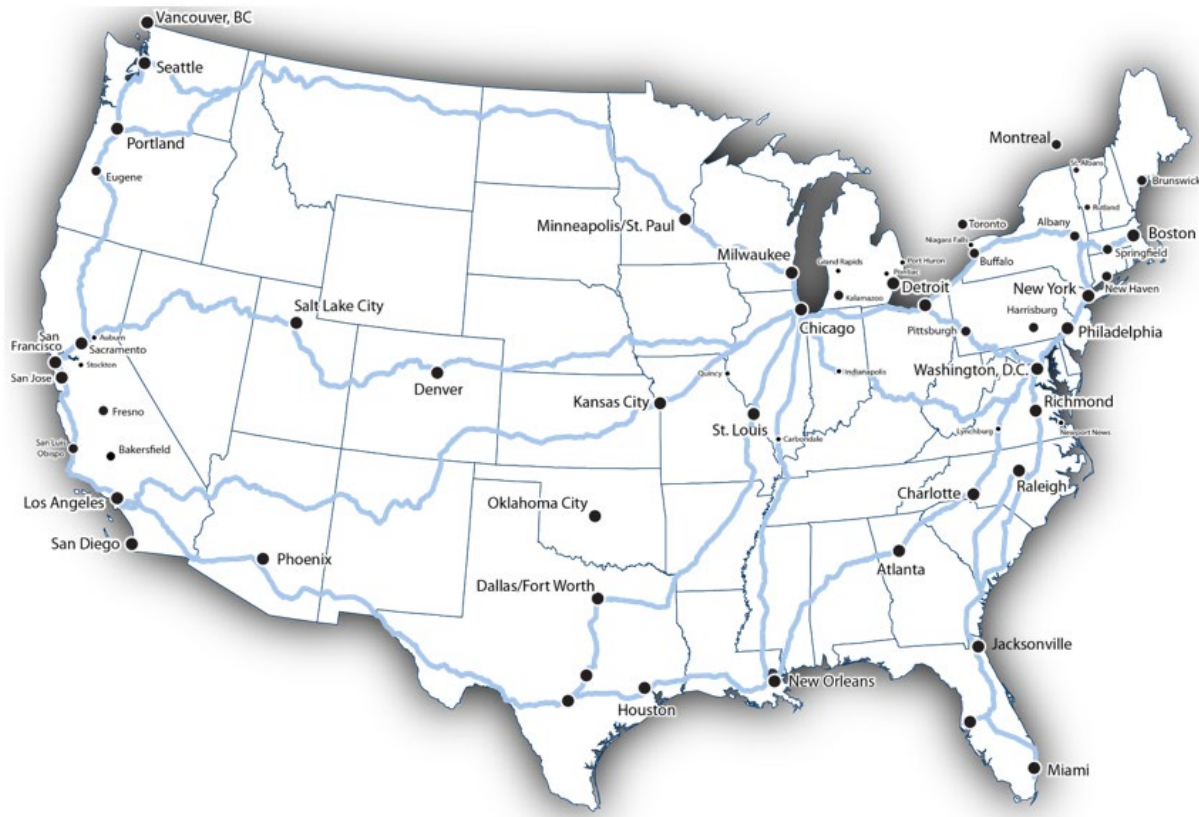 Vancouver, BC
Seattle
Portland
Eugene
Montreal
St. Albans
Brunswick
Rutland
Toronto
Albany
Boston
Niagara Falls
Buffalo
Springfield
Minneapolis/St. Paul
Milwaukee
Grand Rapids
Port Huron
Pontiac
Detroit
Kalamazoo
New York
New Haven
Harrisburg
Chicago
Pittsburgh
Philadelphia
Salt Lake City
San
Francisco
Auburn
Sacramento
Stockton
San Jose
Denver
Quincy
Indianapolis
Washington, D.C.
Kansas City
Richmond
Fresno
St. Louis
Lynchburg
Newport News
Carbondale
San Luis
Obispo
Bakersfield
Los Angeles
Oklahoma City
Charlotte
Raleigh
San Diego
Phoenix
Atlanta
Dallas/Fort Worth
Jacksonville
New Orleans
Houston
Miami